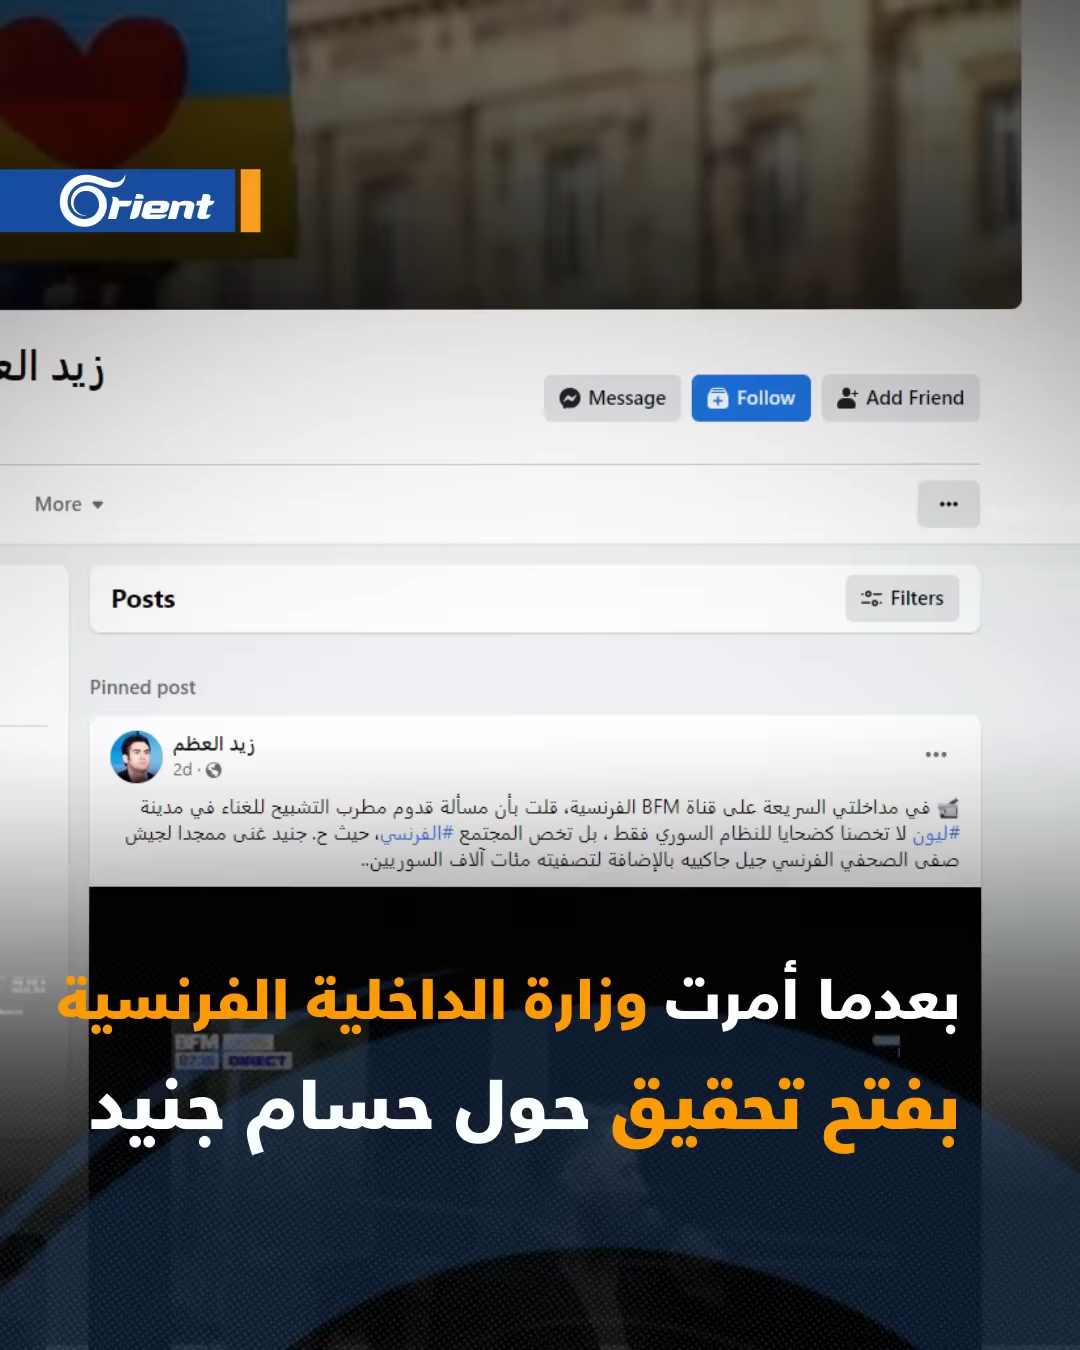 Orient
زيد الع
Message
Follow
Add Friend
More
Posts
Filters
Pinned post
زيد العظم
2d
في مداخلتي السريعة على قناة BFM الفرنسية، قلت بأن مسألة قدوم مطرب التشبيح للغناء في مدينة
#ليون لا تخصنا كضحايا للنظام السوري فقط ، بل تخص المجتمع #الفرنسي، حيث ح. جنيد غنى ممجدا لجيش
صفى الصحفي الفرنسي جيل جاكييه بالإضافة لتصفيته مئات آلاف السوريين..
بعدما أمرت وزارة الداخلية الفرنسية
BFM
DIRECT
بفتح تحقيق حول حسام جنيد